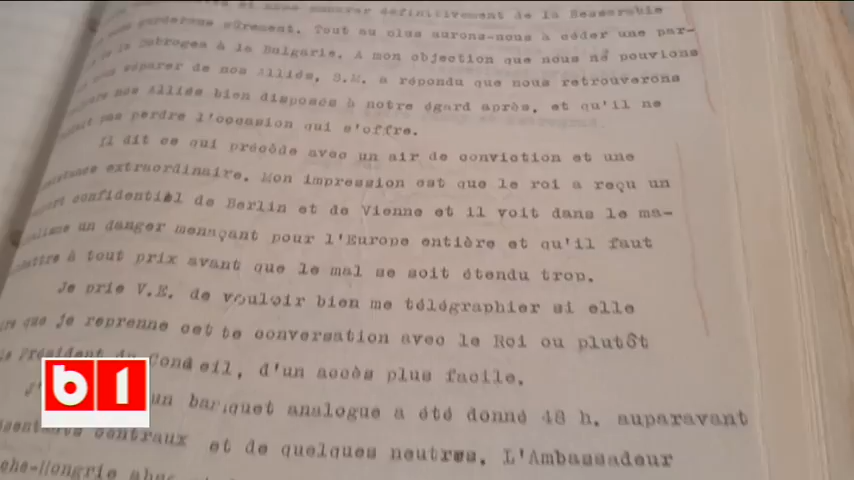 définitivement de la Bessarabie
garderons sûrement. Tout au plus aurons-nous à céder une par-
de la Dobrogea à la Bulgarie. A mon objection que nous ne pouvions
séparer de nos Alliés, S.M. a répondu que nous retrouverons
nos Alliés bien disposés à notre égard après, et qu'il ne
pas perdre l'occasion qui s'offre.
Il dit ce qui précède avec un air de conviction et une
extraordinaire. Mon impression est que le roi a reçu un
confidentiel de Berlin et de Vienne et il voit dans le ma-
un danger menaçant pour l'Europe entière et qu'il faut
à tout prix avant que le mal se soit étendu trop.
Je prie V.E. de vouloir bien me télégraphier si elle
que je reprenne cette conversation avec le Roi ou plutôt
Président du Conseil, d'un accès plus facile.
un banquet analogue a été donné 48 h. auparavant
centraux et de quelques neutres. L'Ambassadeur
b1